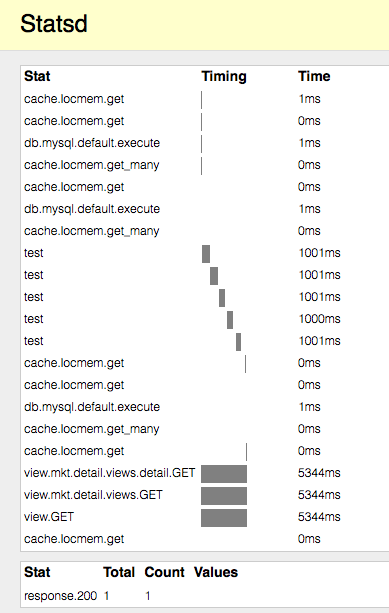 Statsd
Stat Timing Time
cache.locmem.get 1ms
cache.locmem.get 0ms
db.mysql.default.execute 1ms
cache.locmem.get_many 0ms
cache.locmem.get 0ms
db.mysql.default.execute 1ms
cache.locmem.get_many 0ms
test 1001ms
test 1001ms
test 1001ms
test 1000ms
test 1001ms
cache.locmem.get 0ms
cache.locmem.get 0ms
db.mysql.default.execute 1ms
cache.locmem.get_many 0ms
cache.locmem.get 0ms
view.mkt.detail.views.detail.GET 5344ms
view.mkt.detail.views.GET 5344ms
view.GET 5344ms
cache.locmem.get 0ms
Stat Total Count Values
response.200 1 1